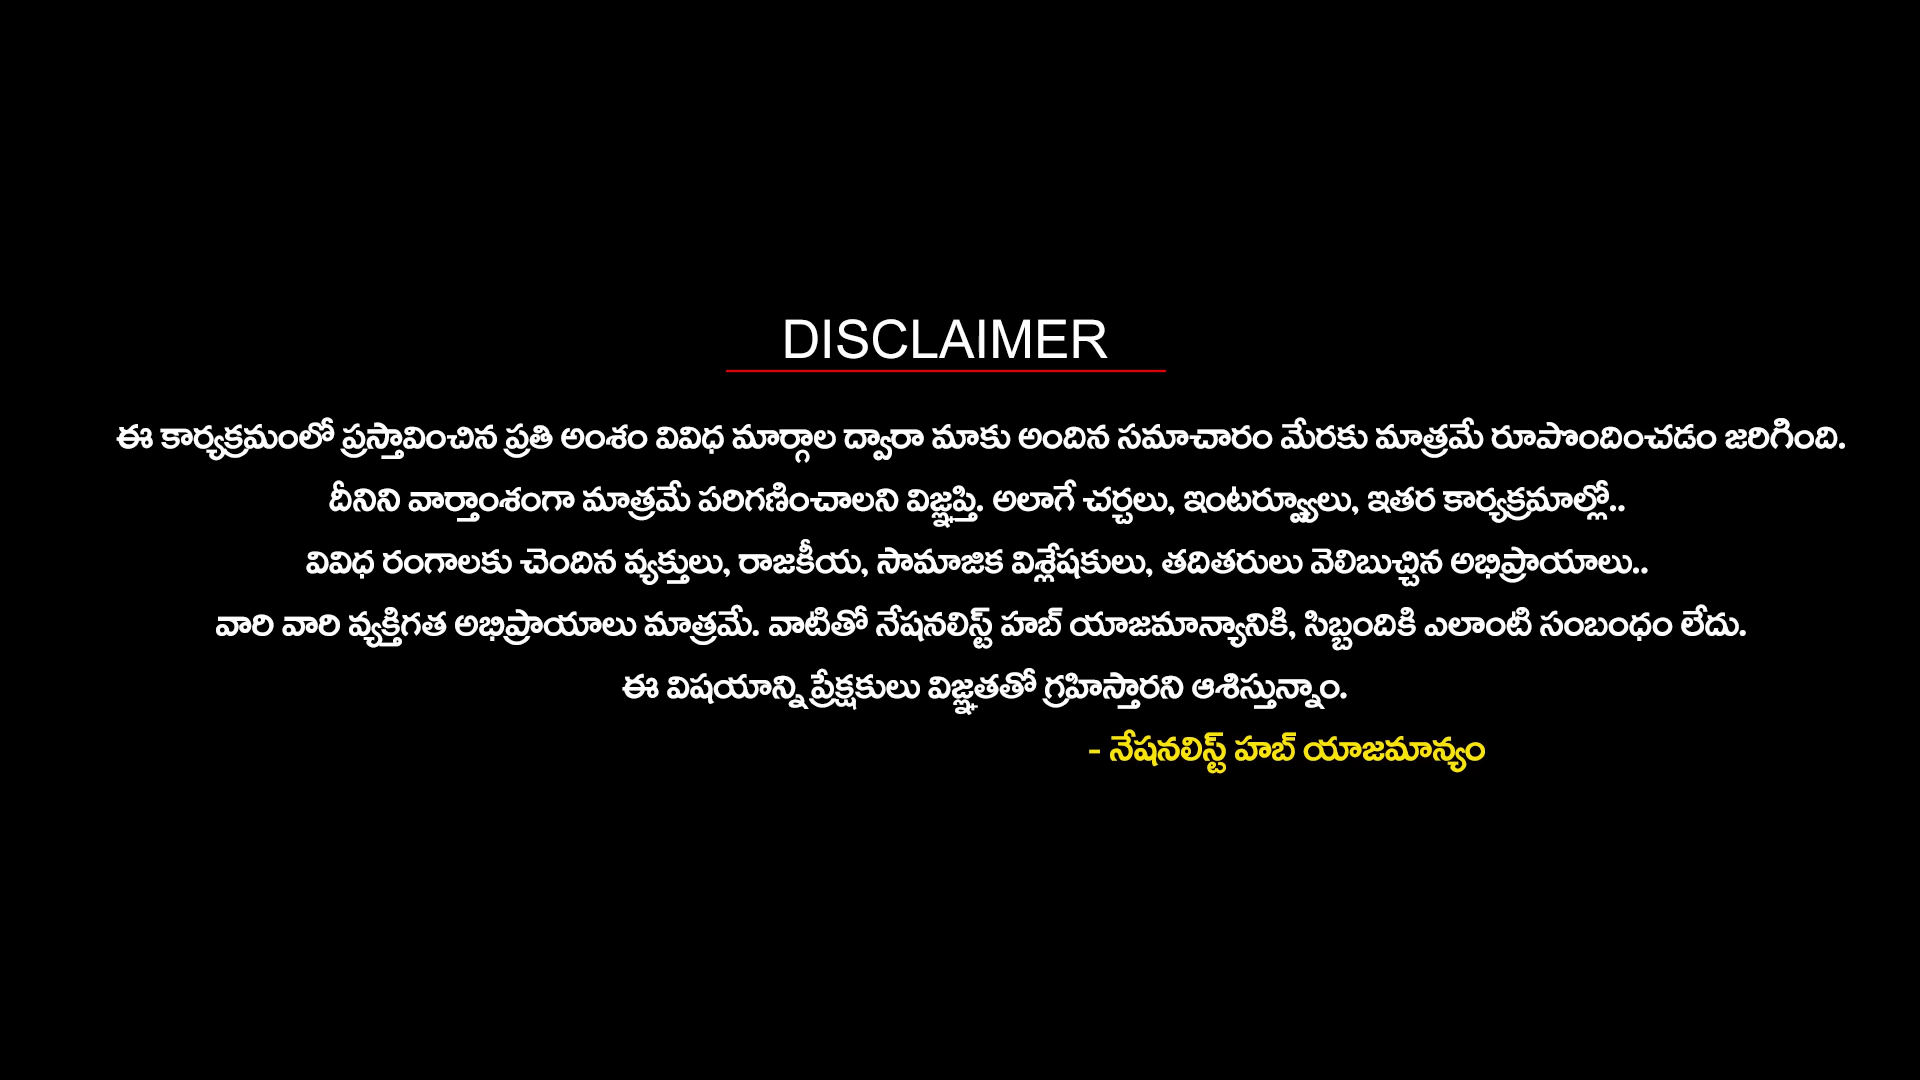 DISCLAIMER
ఈ కార్యక్రమంలో ప్రస్తావించిన ప్రతి అంశం వివిధ మార్గాల ద్వారా మాకు అందిన సమాచారం మేరకు మాత్రమే రూపొందించడం జరిగింది.
దీనిని వార్తాంశంగా మాత్రమే పరిగణించాలని విజ్ఞప్తి. అలాగే చర్చలు, ఇంటర్వ్యూలు, ఇతర కార్యక్రమాల్లో..
వివిధ రంగాలకు చెందిన వ్యక్తులు, రాజకీయ, సామాజిక విశ్లేషకులు, తదితరులు వెలిబుచ్చిన అభిప్రాయాలు..
వారి వారి వ్యక్తిగత అభిప్రాయాలు మాత్రమే. వాటితో నేషనలిస్ట్ హబ్ యాజమాన్యానికి, సిబ్బందికి ఎలాంటి సంబంధం లేదు.
ఈ విషయాన్ని ప్రేక్షకులు విజ్ఞతతో గ్రహిస్తారని ఆశిస్తున్నాం.
- నేషనలిస్ట్ హబ్ యాజమాన్యం